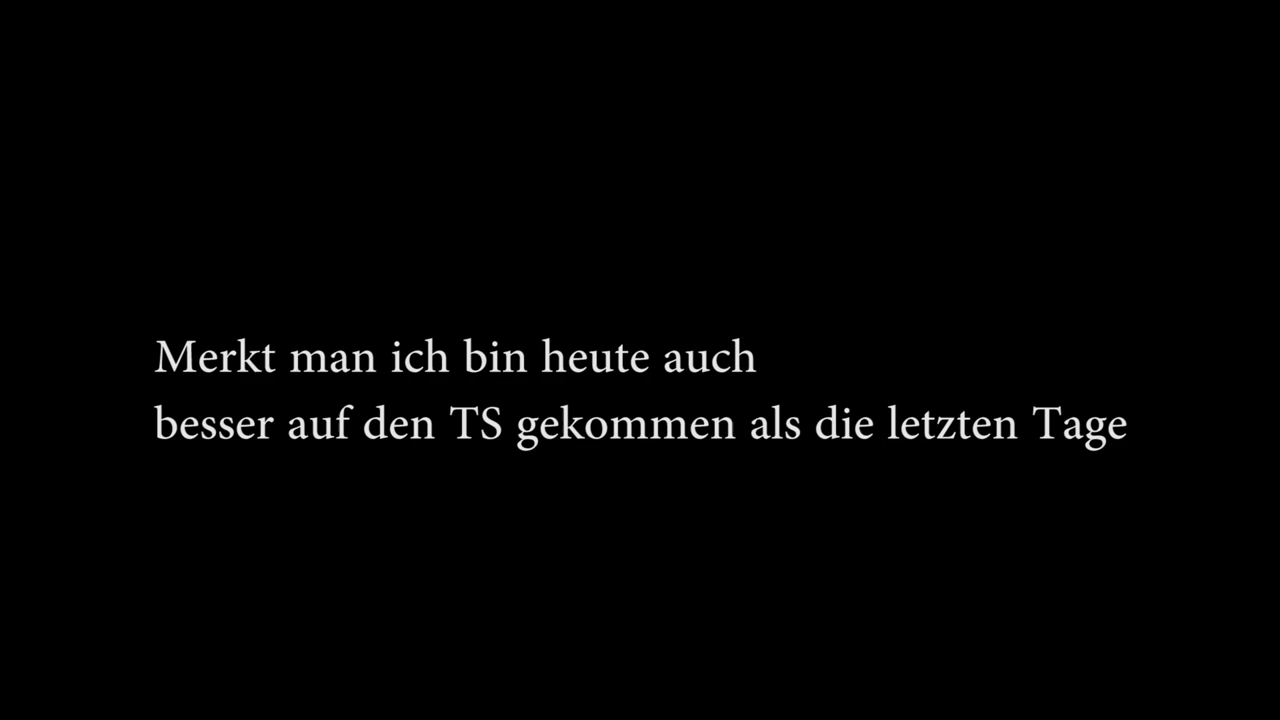 Merkt man ich bin heute auch
besser auf den TS gekommen als die letzten Tage